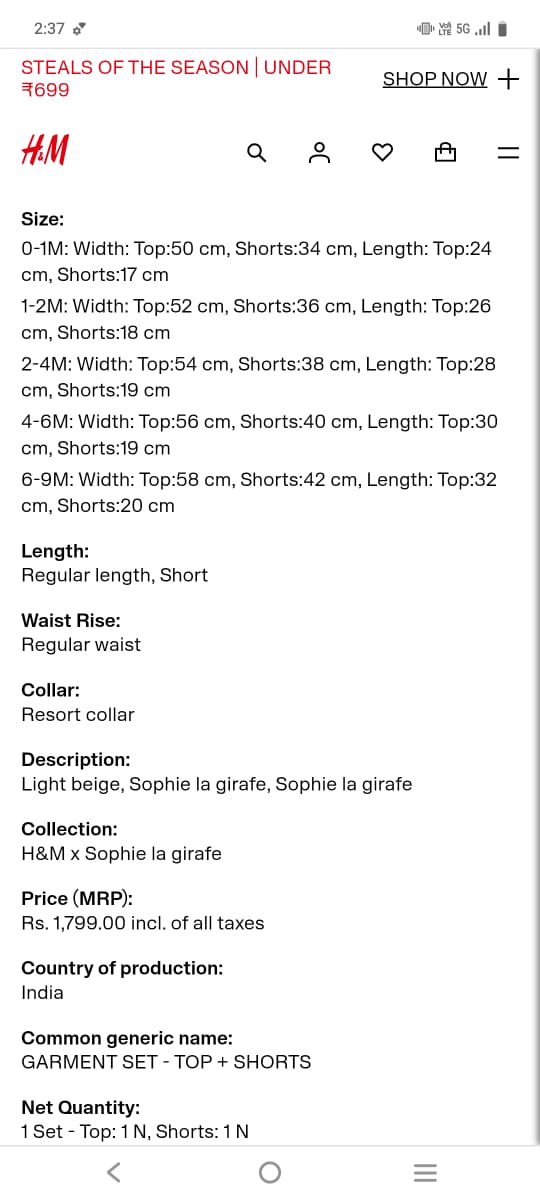 2:37
Vo) LTE 5G
STEALS OF THE SEASON | UNDER
₹699
SHOP NOW
H&M
Size:
0-1M: Width: Top:50 cm, Shorts:34 cm, Length: Top:24
cm, Shorts:17 cm
1-2M: Width: Top:52 cm, Shorts:36 cm, Length: Top:26
cm, Shorts:18 cm
2-4M: Width: Top:54 cm, Shorts:38 cm, Length: Top:28
cm, Shorts:19 cm
4-6M: Width: Top:56 cm, Shorts:40 cm, Length: Top:30
cm, Shorts:19 cm
6-9M: Width: Top:58 cm, Shorts:42 cm, Length: Top:32
cm, Shorts:20 cm
Length:
Regular length, Short
Waist Rise:
Regular waist
Collar:
Resort collar
Description:
Light beige, Sophie la girafe, Sophie la girafe
Collection:
H&M x Sophie la girafe
Price (MRP):
Rs. 1,799.00 incl. of all taxes
Country of production:
India
Common generic name:
GARMENT SET - TOP + SHORTS
Net Quantity:
1 Set - Top: 1 N, Shorts: 1 N